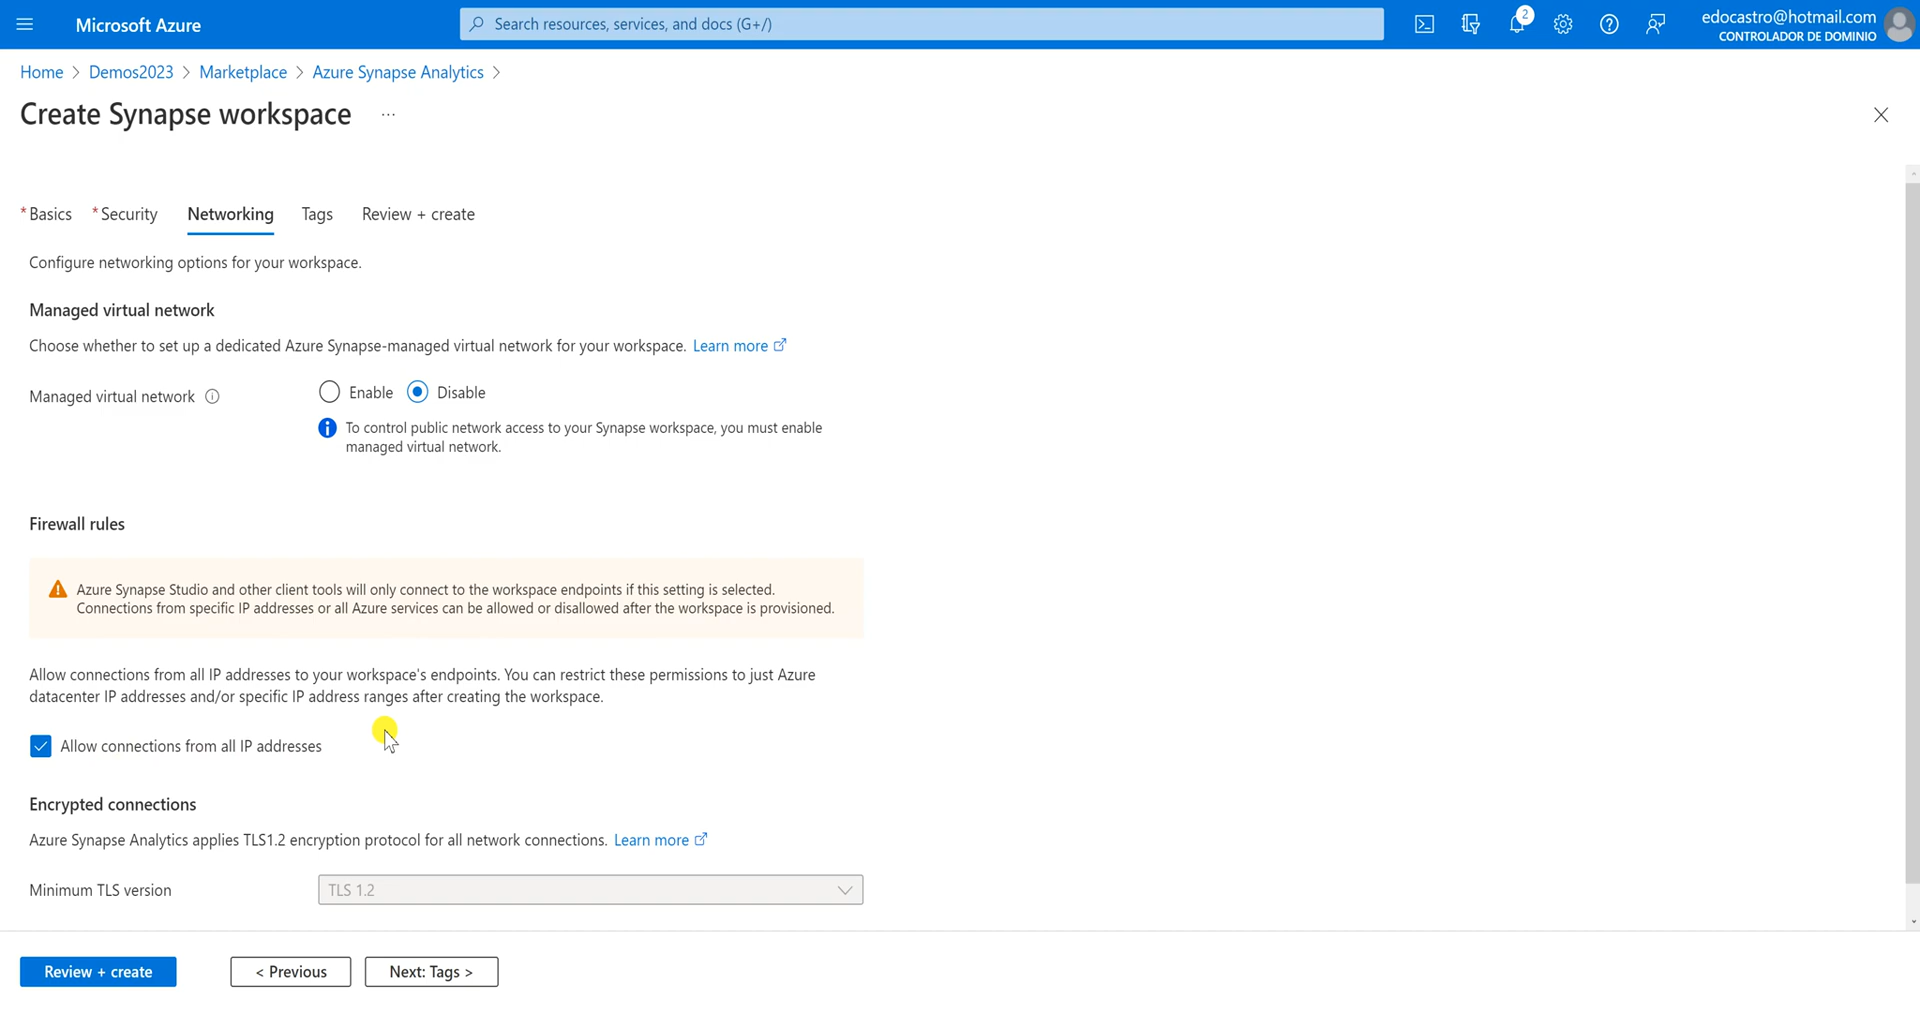 Microsoft Azure
Search resources, services, and docs (G+/)
2
edocastro@hotmail.com
CONTROLADOR DE DOMINIO
Home > Demos2023 > Marketplace > Azure Synapse Analytics >
Create Synapse workspace ...
* Basics * Security Networking Tags Review + create
Configure networking options for your workspace.
Managed virtual network
Choose whether to set up a dedicated Azure Synapse-managed virtual network for your workspace. Learn more
Managed virtual network
Enable Disable
To control public network access to your Synapse workspace, you must enable
managed virtual network.
Firewall rules
Azure Synapse Studio and other client tools will only connect to the workspace endpoints if this setting is selected.
Connections from specific IP addresses or all Azure services can be allowed or disallowed after the workspace is provisioned.
Allow connections from all IP addresses to your workspace's endpoints. You can restrict these permissions to just Azure
datacenter IP addresses and/or specific IP address ranges after creating the workspace.
Allow connections from all IP addresses
Encrypted connections
Azure Synapse Analytics applies TLS1.2 encryption protocol for all network connections. Learn more
Minimum TLS version
TLS 1.2
Review + create
< Previous
Next: Tags >